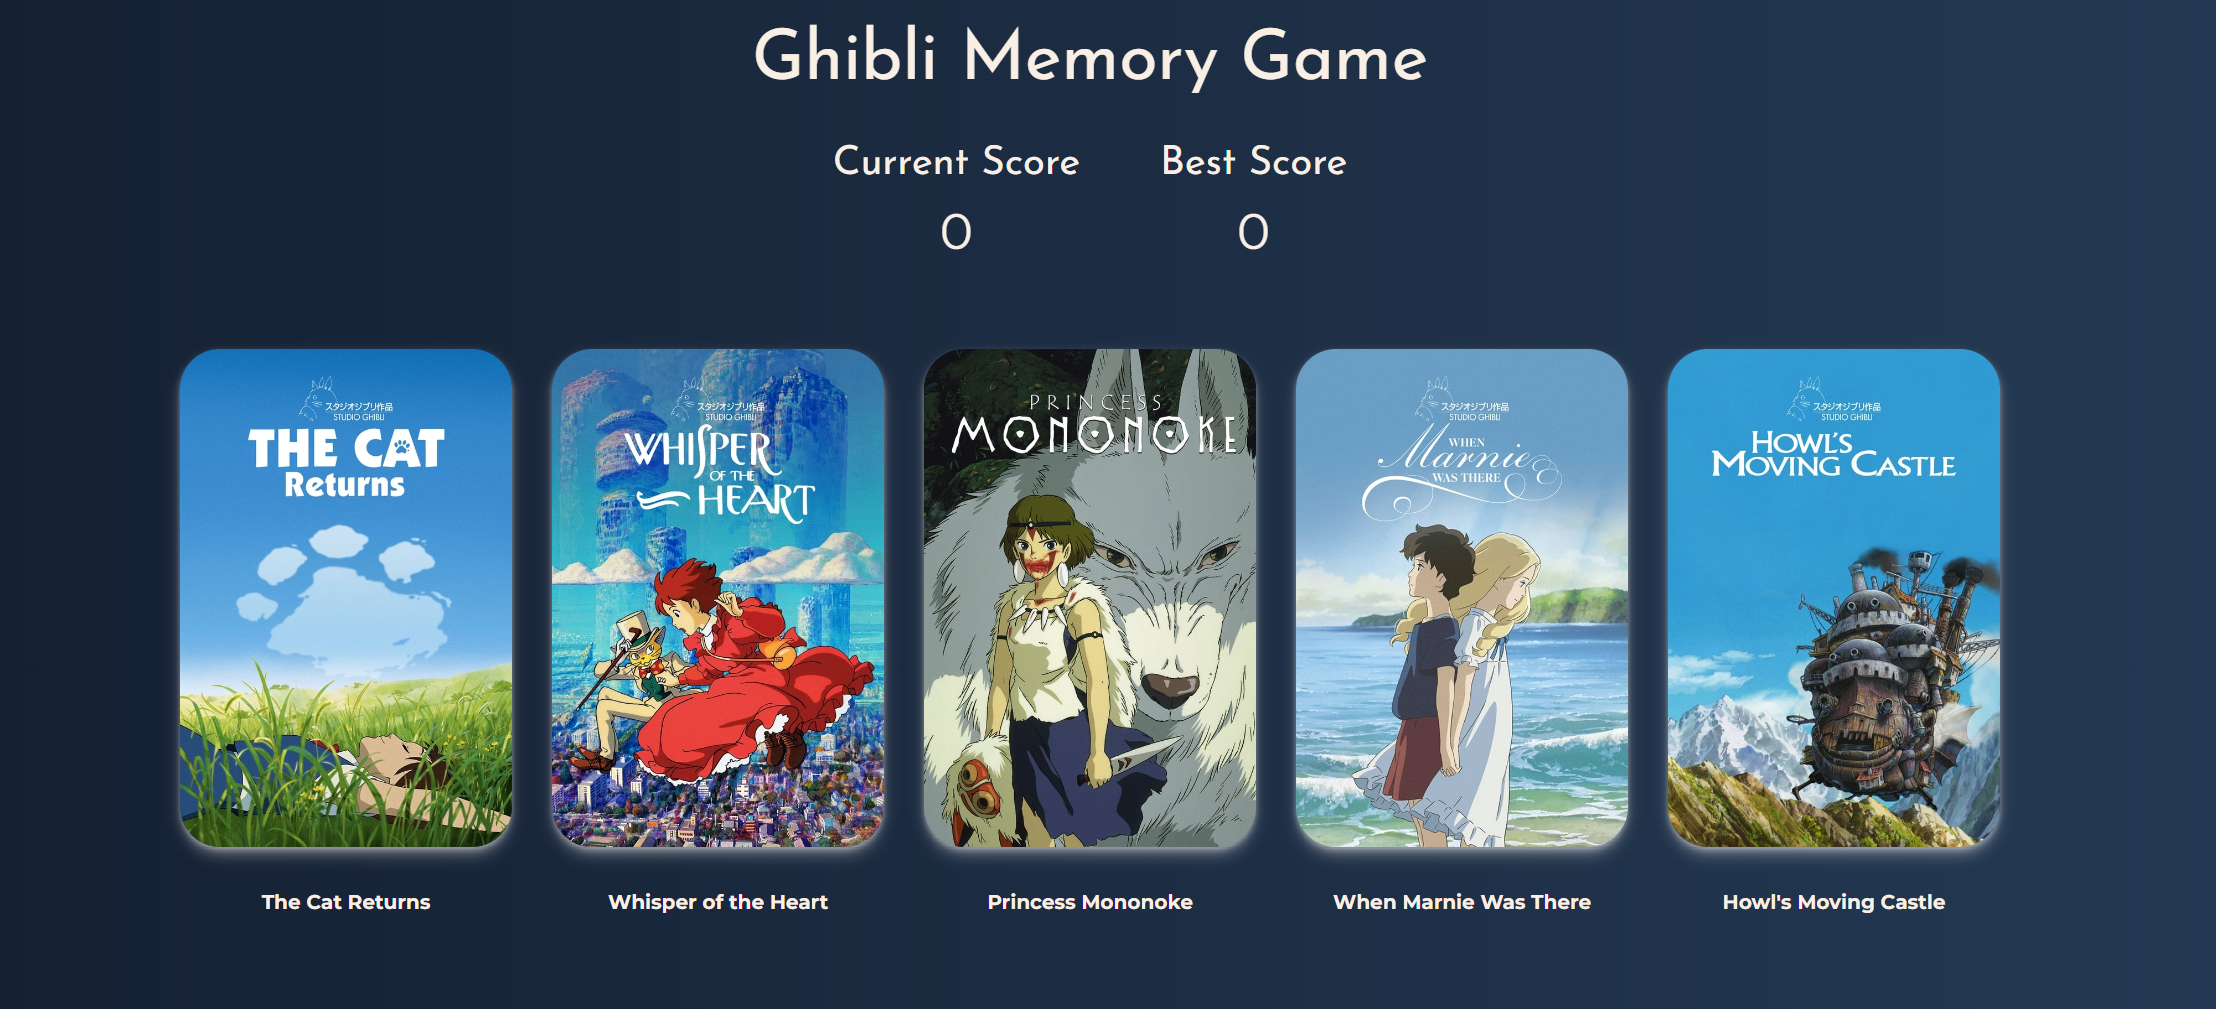 Ghibli Memory Game
Current Score
Best Score
0
0
スタジオジブリ作品
STUDIO GHIBLI
THE CAT
Returns
スタジオジブリ作品
STUDIO GHIBLI
WHISPER
OF THE
HEART
PRINCESS
MONONOKE
スタジオジブリ作品
STUDIO GHIBLI
WHEN
Marnie
WAS THERE
スタジオジブリ作品
STUDIO GHIBLI
HOWL'S
MOVING CASTLE
The Cat Returns
Whisper of the Heart
Princess Mononoke
When Marnie Was There
Howl's Moving Castle